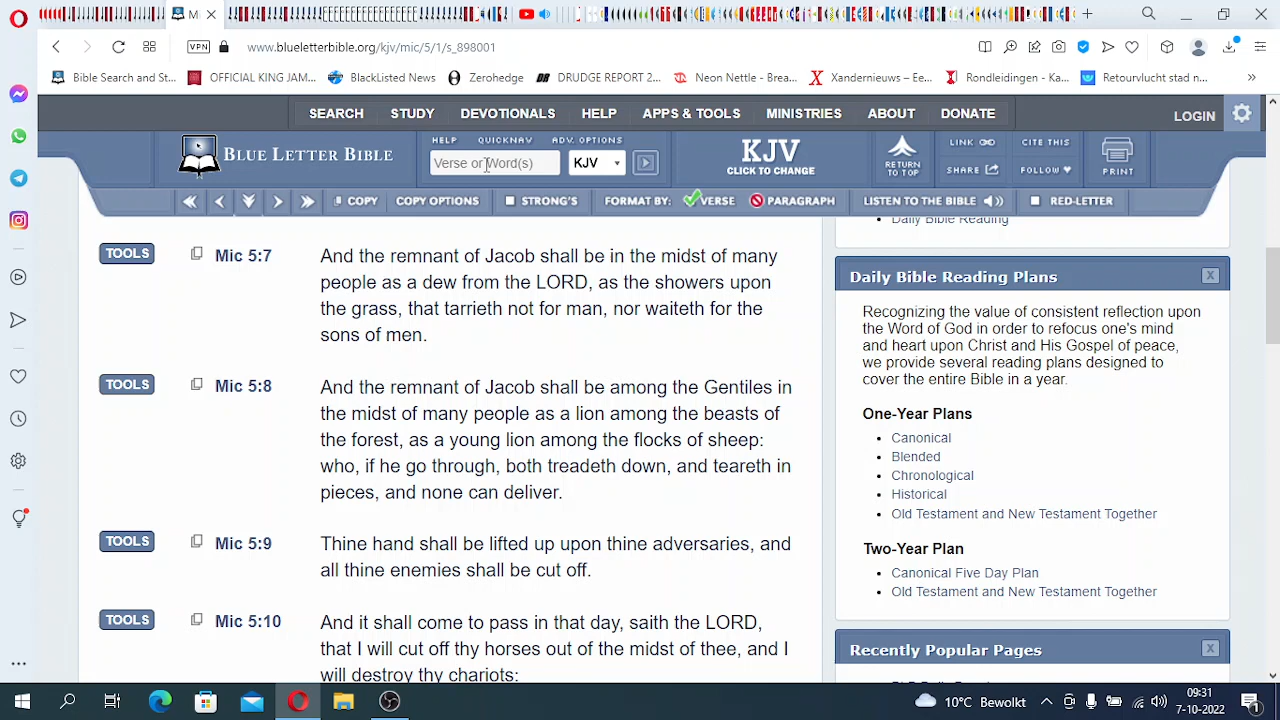 M
VPN
www.blueletterbible.org/kjv/mic/5/1/s_898001
Bible Search and St...
OFFICIAL KING JAM...
BlackListed News
Zerohedge
DRUDGE REPORT 2...
Neon Nettle - Brea...
Xandernieuws – Ee...
Rondleidingen - Ka...
Retourvlucht stad n...
»
SEARCH
STUDY
DEVOTIONALS
HELP
APPS & TOOLS
MINISTRIES
ABOUT
DONATE
LOGIN
BLUE LETTER BIBLE
HELP
QUICKNAV
ADV. OPTIONS
Verse or Word(s)
KJV
KJV
CLICK TO CHANGE
RETURN
TO TOP
LINK
CITE THIS
SHARE
FOLLOW
PRINT
COPY
COPY OPTIONS
STRONG'S
FORMAT BY:
VERSE
PARAGRAPH
LISTEN TO THE BIBLE
RED-LETTER
TOOLS
Mic 5:7
And the remnant of Jacob shall be in the midst of many
people as a dew from the LORD, as the showers upon
the grass, that tarrieth not for man, nor waiteth for the
sons of men.
TOOLS
Mic 5:8
And the remnant of Jacob shall be among the Gentiles in
the midst of many people as a lion among the beasts of
the forest, as a young lion among the flocks of sheep:
who, if he go through, both treadeth down, and teareth in
pieces, and none can deliver.
TOOLS
Mic 5:9
Thine hand shall be lifted up upon thine adversaries, and
all thine enemies shall be cut off.
TOOLS
Mic 5:10
And it shall come to pass in that day, saith the LORD,
that I will cut off thy horses out of the midst of thee, and I
will destroy thy chariots:
Daily Bible Reading
Daily Bible Reading Plans
X
Recognizing the value of consistent reflection upon
the Word of God in order to refocus one's mind
and heart upon Christ and His Gospel of peace,
we provide several reading plans designed to
cover the entire Bible in a year.
One-Year Plans
Canonical
Blended
Chronological
Historical
Old Testament and New Testament Together
Two-Year Plan
Canonical Five Day Plan
Old Testament and New Testament Together
Recently Popular Pages
X
10°C Bewolkt
09:31
7-10-2022
1